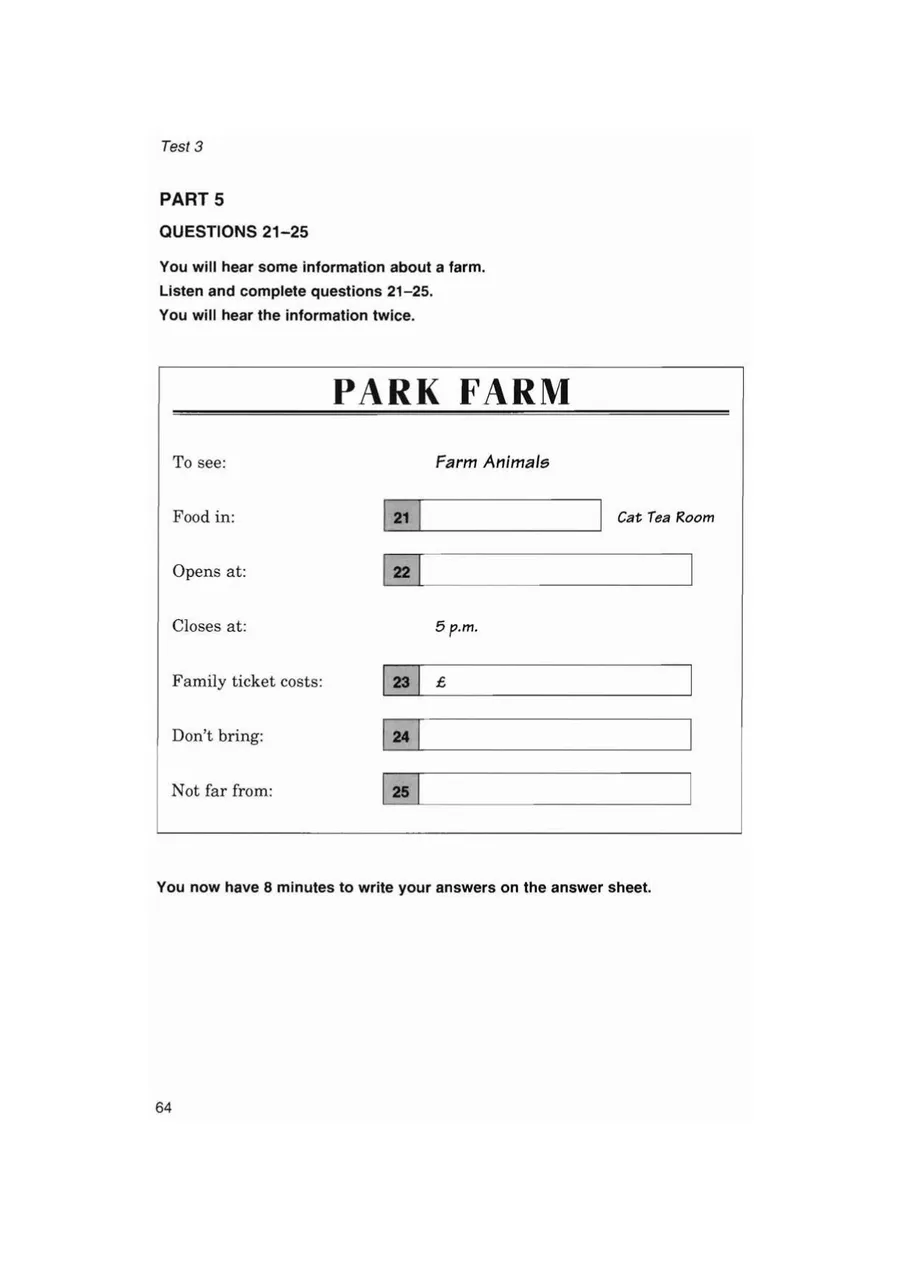 Test 3
PART 5
QUESTIONS 21–25
You will hear some information about a farm.
Listen and complete questions 21–25.
You will hear the information twice.
PARK FARM
To see: Farm Animals
Food in: 21 Cat Tea Room
Opens at: 22
Closes at: 5 p.m.
Family ticket costs: 23 £
Don't bring: 24
Not far from: 25
You now have 8 minutes to write your answers on the answer sheet.
64